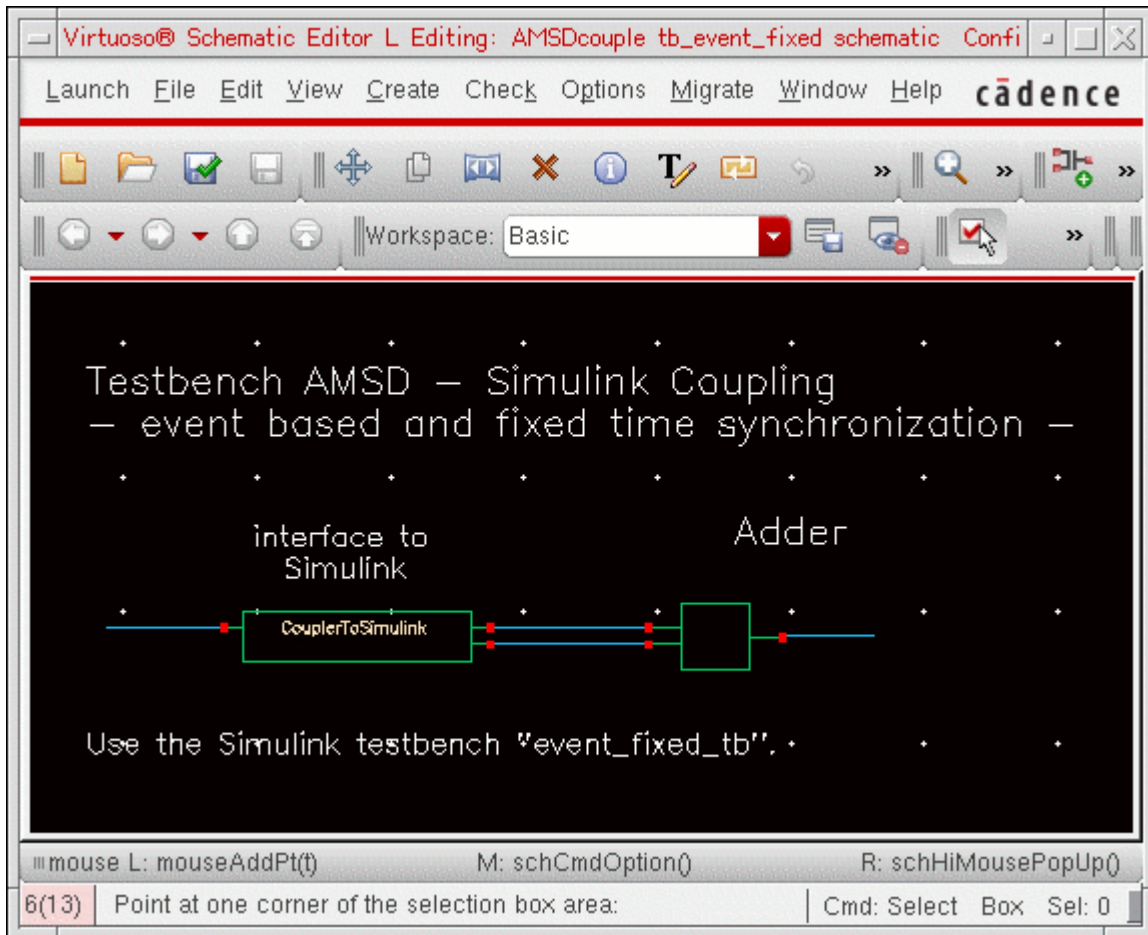 Virtuoso® Schematic Editor L Editing: AMSDcouple tb_event_fixed schematic Confi
Launch File Edit View Create Check Options Migrate Window Help cādence
Workspace: Basic
Testbench AMSD – Simulink Coupling
– event based and fixed time synchronization –
interface to
Simulink
Adder
CouplerToSimulink
Use the Simulink testbench "event_fixed_tb".
mouse L: mouseAddPt(t) M: schCmdOption() R: schHiMousePopUp()
6(13) Point at one corner of the selection box area: Cmd: Select Box Sel: 0